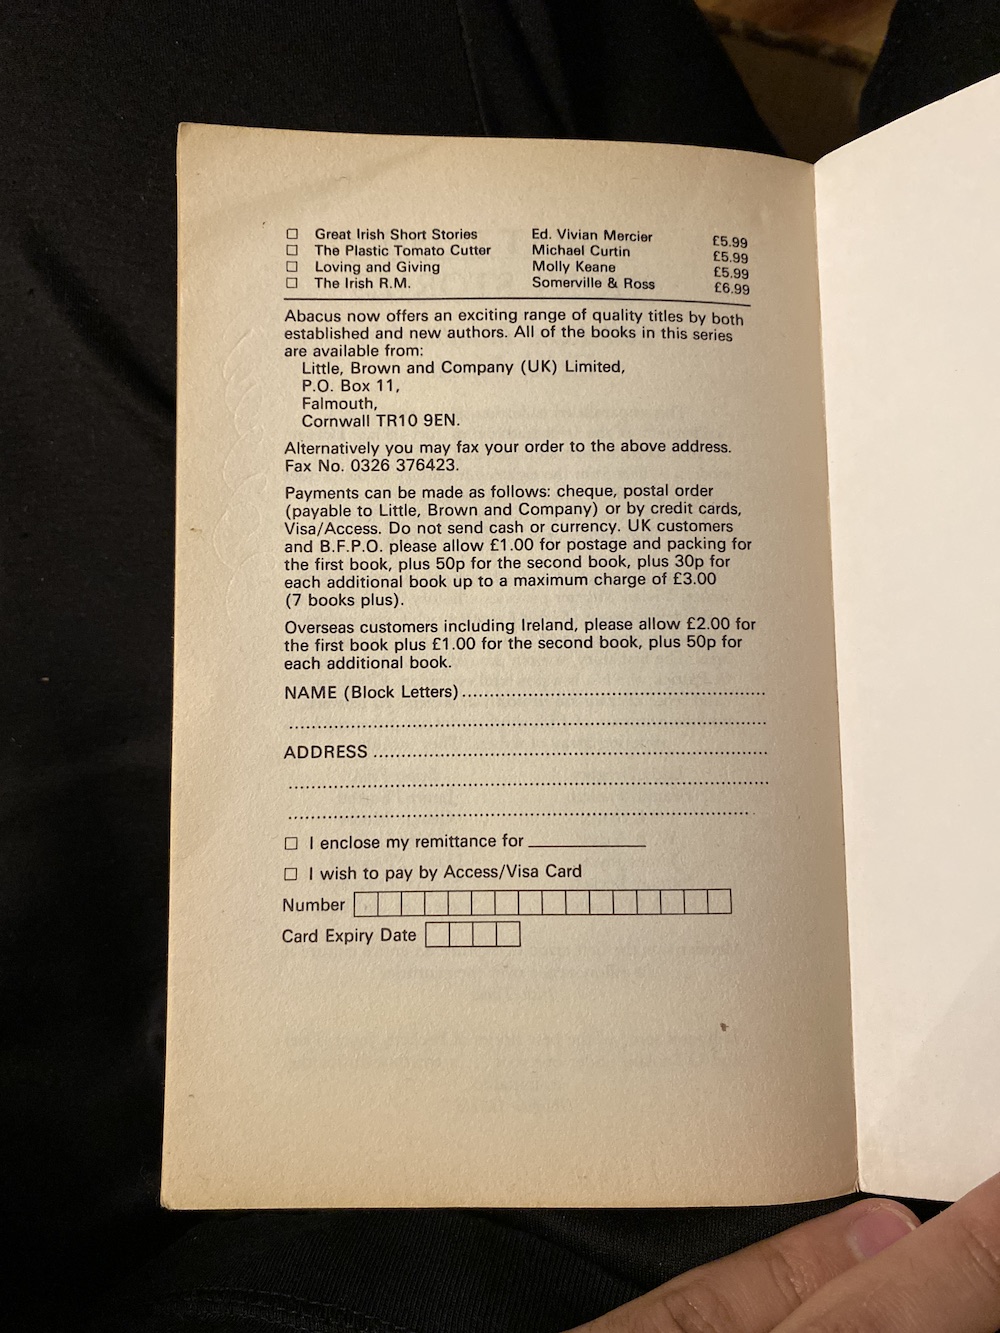 ☐ Great Irish Short Stories Ed. Vivian Mercier £5.99
☐ The Plastic Tomato Cutter Michael Curtin £5.99
☐ Loving and Giving Molly Keane £5.99
☐ The Irish R.M. Somerville & Ross £6.99
Abacus now offers an exciting range of quality titles by both
established and new authors. All of the books in this series
are available from:
Little, Brown and Company (UK) Limited,
P.O. Box 11,
Falmouth,
Cornwall TR10 9EN.
Alternatively you may fax your order to the above address.
Fax No. 0326 376423.
Payments can be made as follows: cheque, postal order
(payable to Little, Brown and Company) or by credit cards,
Visa/Access. Do not send cash or currency. UK customers
and B.F.P.O. please allow £1.00 for postage and packing for
the first book, plus 50p for the second book, plus 30p for
each additional book up to a maximum charge of £3.00
(7 books plus).
Overseas customers including Ireland, please allow £2.00 for
the first book plus £1.00 for the second book, plus 50p for
each additional book.
NAME (Block Letters)
ADDRESS
☐ I enclose my remittance for
☐ I wish to pay by Access/Visa Card
Number
Card Expiry Date